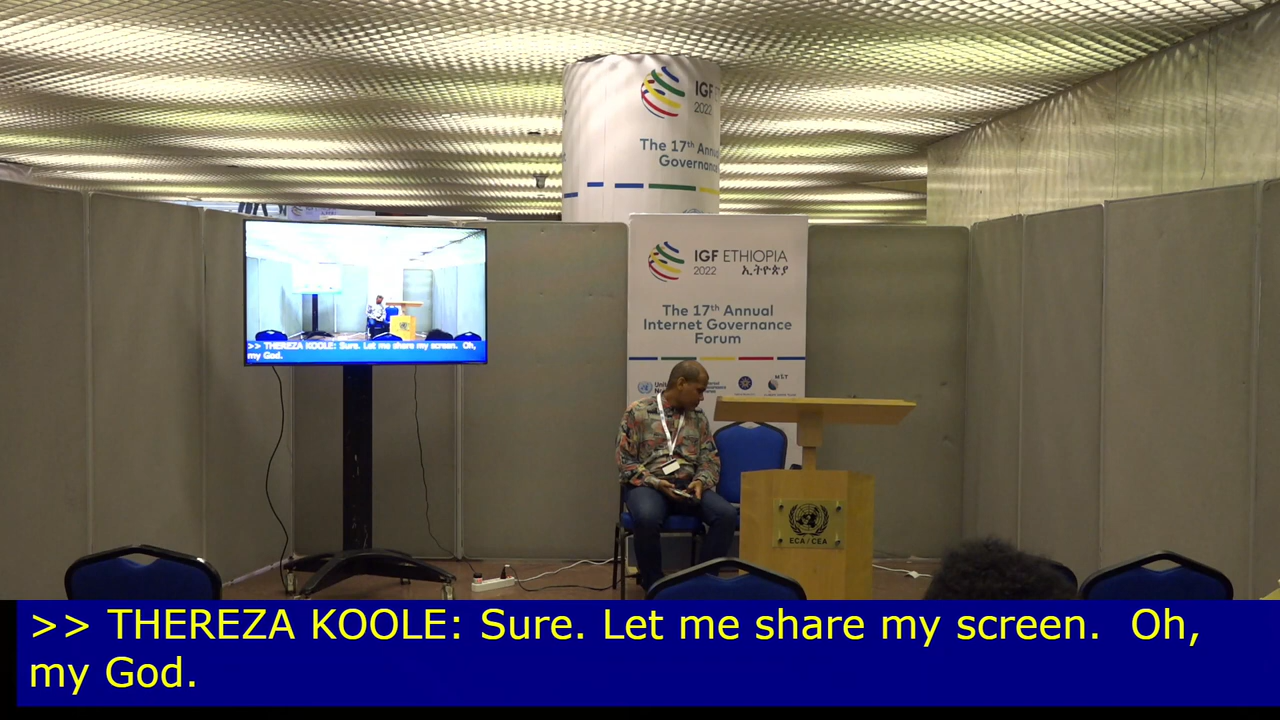 IGF
2022
The 17th Annu
Governance
IGF ETHIOPIA
2022 ኢትዮጵያ
The 17th Annual
Internet Governance
Forum
>> THEREZA KOOLE: Sure. Let me share my screen. Oh,
my God.
ECA/CEA
>> THEREZA KOOLE: Sure. Let me share my screen.  Oh,
my God.